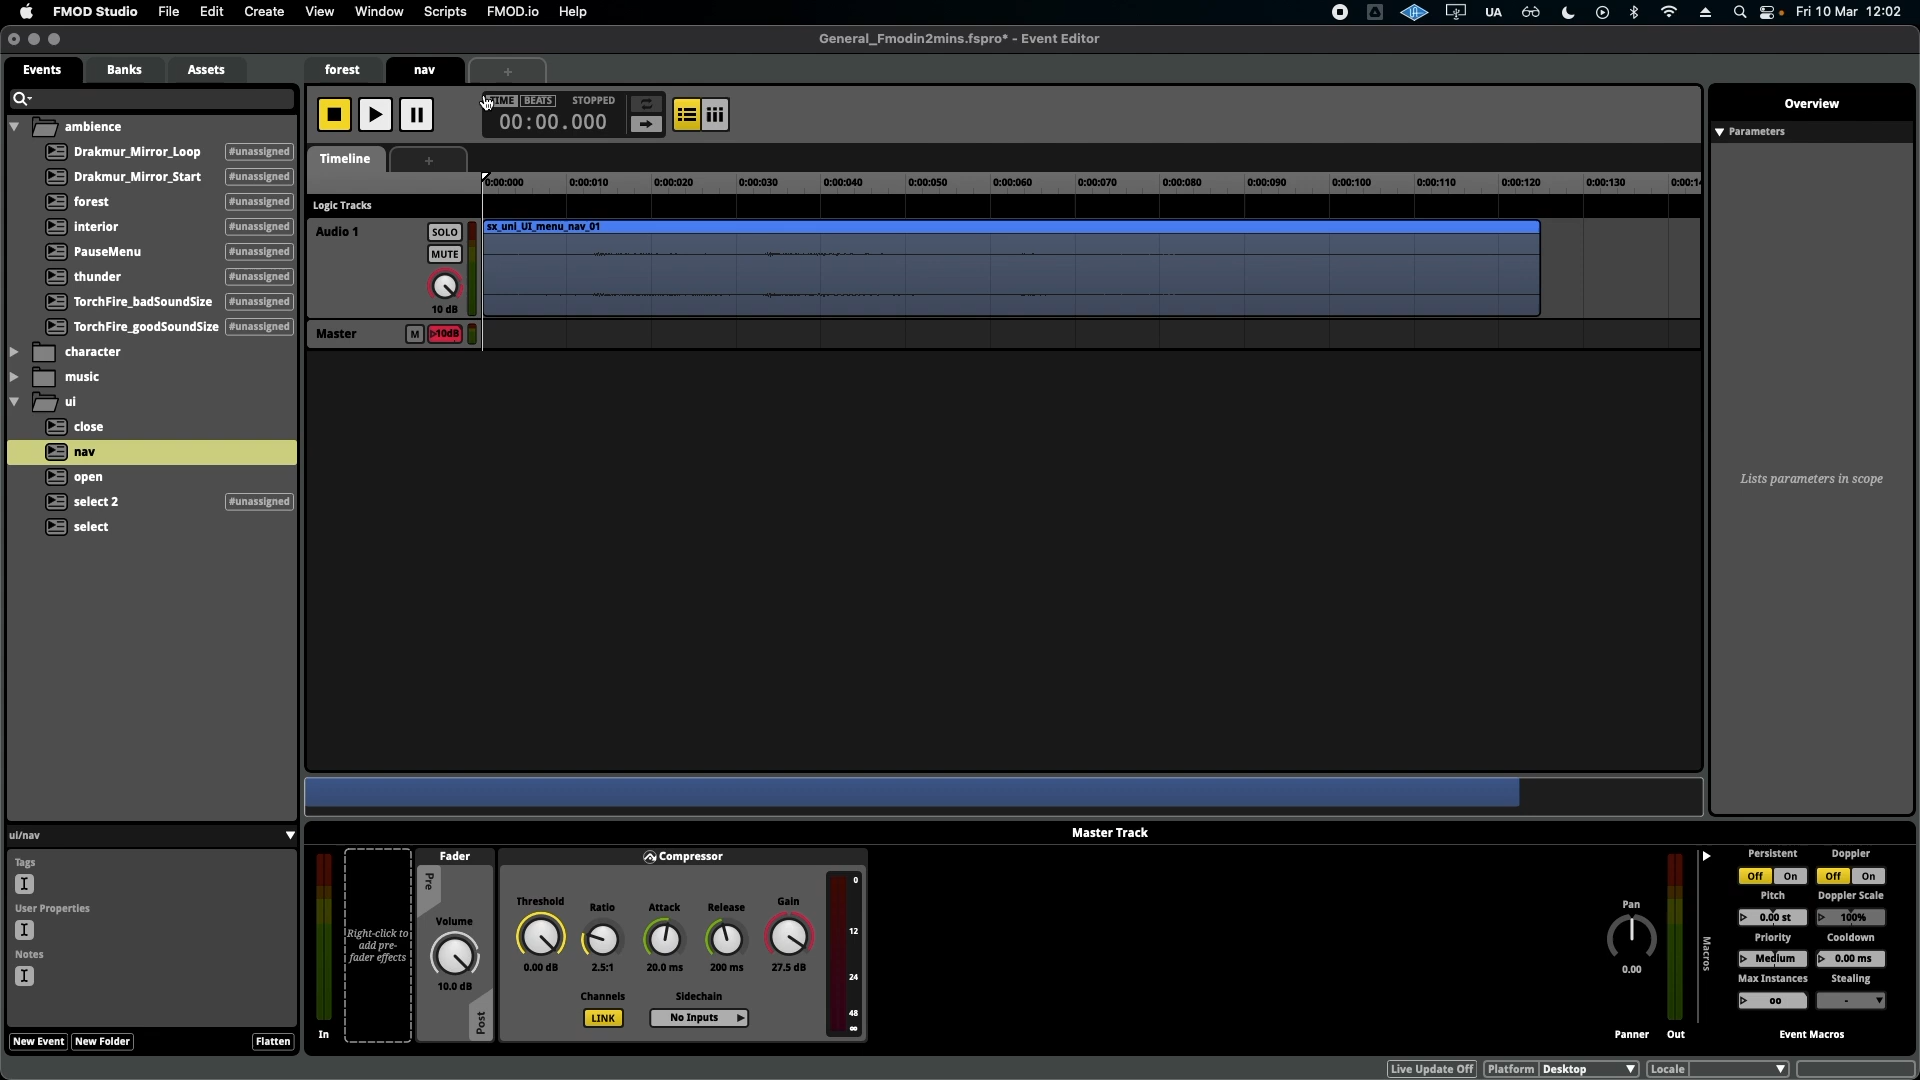 FMOD Studio File Edit Create View Window Scripts FMOD.io Help UA Fri 10 Mar 12:02
General_Fmodin2mins.fspro* - Event Editor
Events Banks Assets
forest nav +
TIME BEATS STOPPED
00:00.000
Overview
Parameters
Lists parameters in scope
ambience
Drakmur_Mirror_Loop #unassigned
Drakmur_Mirror_Start #unassigned
forest #unassigned
interior #unassigned
PauseMenu #unassigned
thunder #unassigned
TorchFire_badSoundSize #unassigned
TorchFire_goodSoundSize #unassigned
character
music
ui
close
nav
open
select 2 #unassigned
select
Timeline +
0:00:000 0:00:010 0:00:020 0:00:030 0:00:040 0:00:050 0:00:060 0:00:070 0:00:080 0:00:090 0:00:100 0:00:110 0:00:120 0:00:130 0:00:14
Logic Tracks
Audio 1 SOLO
MUTE
10 dB
sx_uni_UI_menu_nav_01
Master M 10dB
ui/nav
Tags
User Properties
Notes
New Event New Folder Flatten
Master Track
In
Right-click to
add pre-
fader effects
Fader
Pre
Volume
10.0 dB
Post
Compressor
Threshold Ratio Attack Release Gain
0.00 dB 2.5:1 20.0 ms 200 ms 27.5 dB
Channels Sidechain
LINK No Inputs
0
12
24
48
∞
Pan
0.00
Panner Out
Macros
Persistent Doppler
Off On Off On
Pitch Doppler Scale
0.00 st 100%
Priority Cooldown
Medium 0.00 ms
Max Instances Stealing
∞ -
Event Macros
Live Update Off Platform Desktop Locale